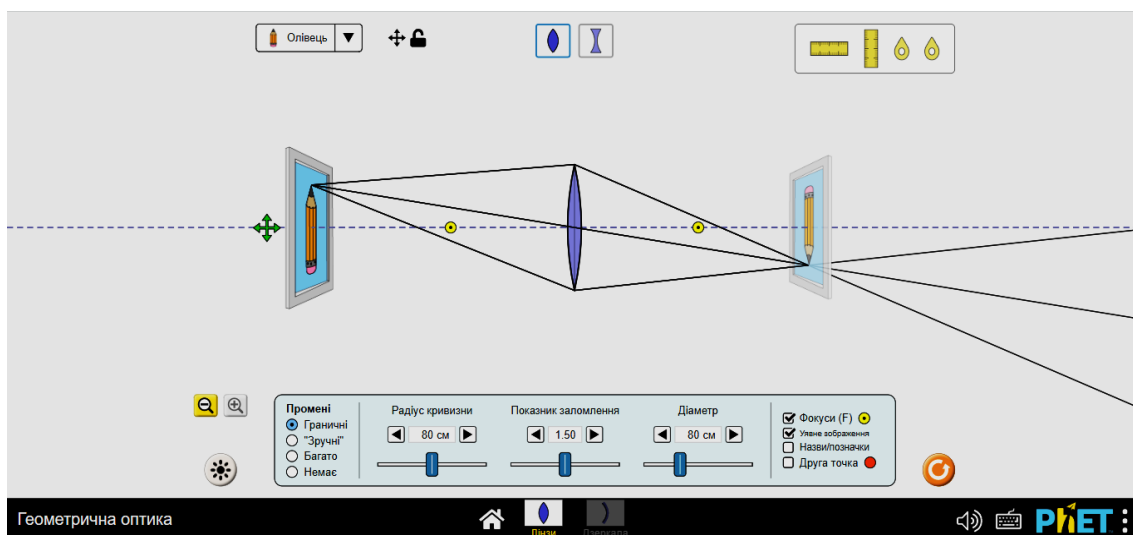 Олівець
Промені
Граничні
"Зручні"
Багато
Немає
Радіус кривизни
80 см
Показник заломлення
1.50
Діаметр
80 см
Фокуси (F)
Уявне зображення
Назви/позначки
Друга точка
Геометрична оптика
Лінзи
Дзеркала
PhET